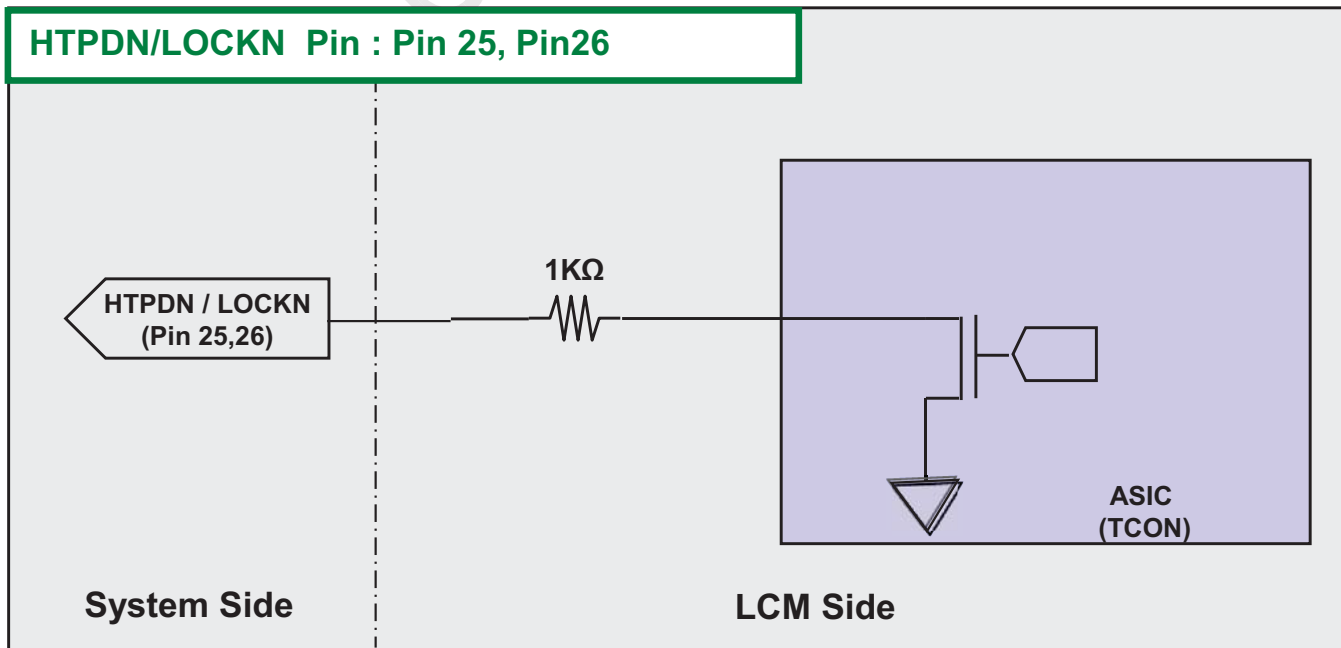 HTPDN/LOCKN Pin : Pin 25, Pin26
1KΩ
HTPDN / LOCKN
(Pin 25,26)
ASIC
(TCON)
System Side
LCM Side